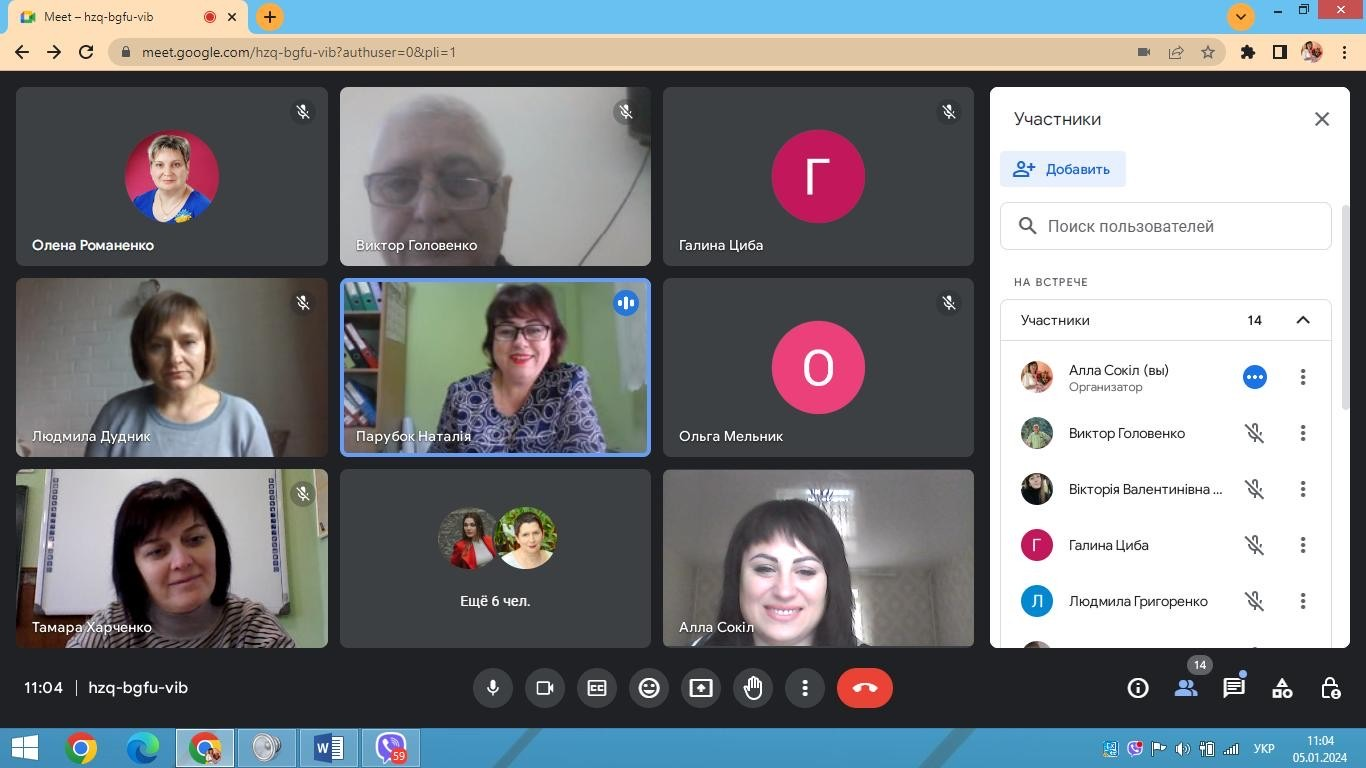 Meet – hzq-bgfu-vib
meet.google.com/hzq-bgfu-vib?authuser=0&pli=1
Олена Романенко
Виктор Головенко
Г
Галина Циба
Людмила Дудник
Парубок Наталія
О
Ольга Мельник
Тамара Харченко
Ещё 6 чел.
Алла Сокіл
Участники
Добавить
Поиск пользователей
НА ВСТРЕЧЕ
Участники 14
Алла Сокіл (вы)
Организатор
Виктор Головенко
Вікторія Валентинівна ...
Г Галина Циба
Л Людмила Григоренко
11:04 | hzq-bgfu-vib
14
59
УКР
11:04
05.01.2024